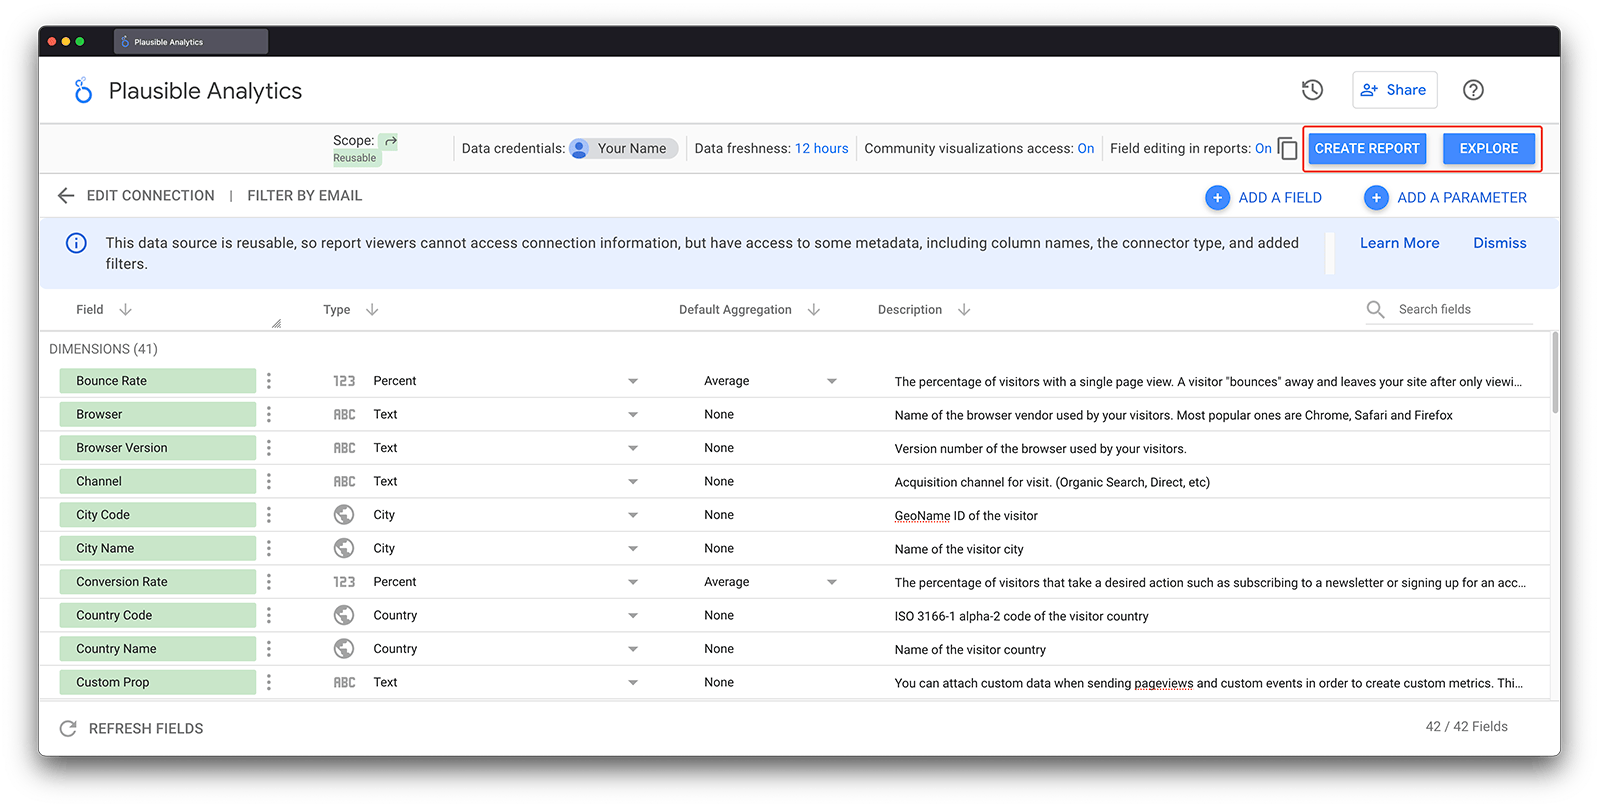 Plausible Analytics
Plausible Analytics
Share
Scope:
Reusable
Data credentials: Your Name
Data freshness: 12 hours
Community visualizations access: On
Field editing in reports: On
CREATE REPORT
EXPLORE
EDIT CONNECTION | FILTER BY EMAIL
ADD A FIELD
ADD A PARAMETER
This data source is reusable, so report viewers cannot access connection information, but have access to some metadata, including column names, the connector type, and added
filters.
Learn More
Dismiss
Field Type Default Aggregation Description Search fields
DIMENSIONS (41)
Bounce Rate 123 Percent Average The percentage of visitors with a single page view. A visitor "bounces" away and leaves your site after only viewi...
Browser ABC Text None Name of the browser vendor used by your visitors. Most popular ones are Chrome, Safari and Firefox
Browser Version ABC Text None Version number of the browser used by your visitors.
Channel ABC Text None Acquisition channel for visit. (Organic Search, Direct, etc)
City Code City None GeoName ID of the visitor
City Name City None Name of the visitor city
Conversion Rate 123 Percent Average The percentage of visitors that take a desired action such as subscribing to a newsletter or signing up for an acc...
Country Code Country None ISO 3166-1 alpha-2 code of the visitor country
Country Name Country None Name of the visitor country
Custom Prop ABC Text None You can attach custom data when sending pageviews and custom events in order to create custom metrics. Thi...
REFRESH FIELDS
42 / 42 Fields